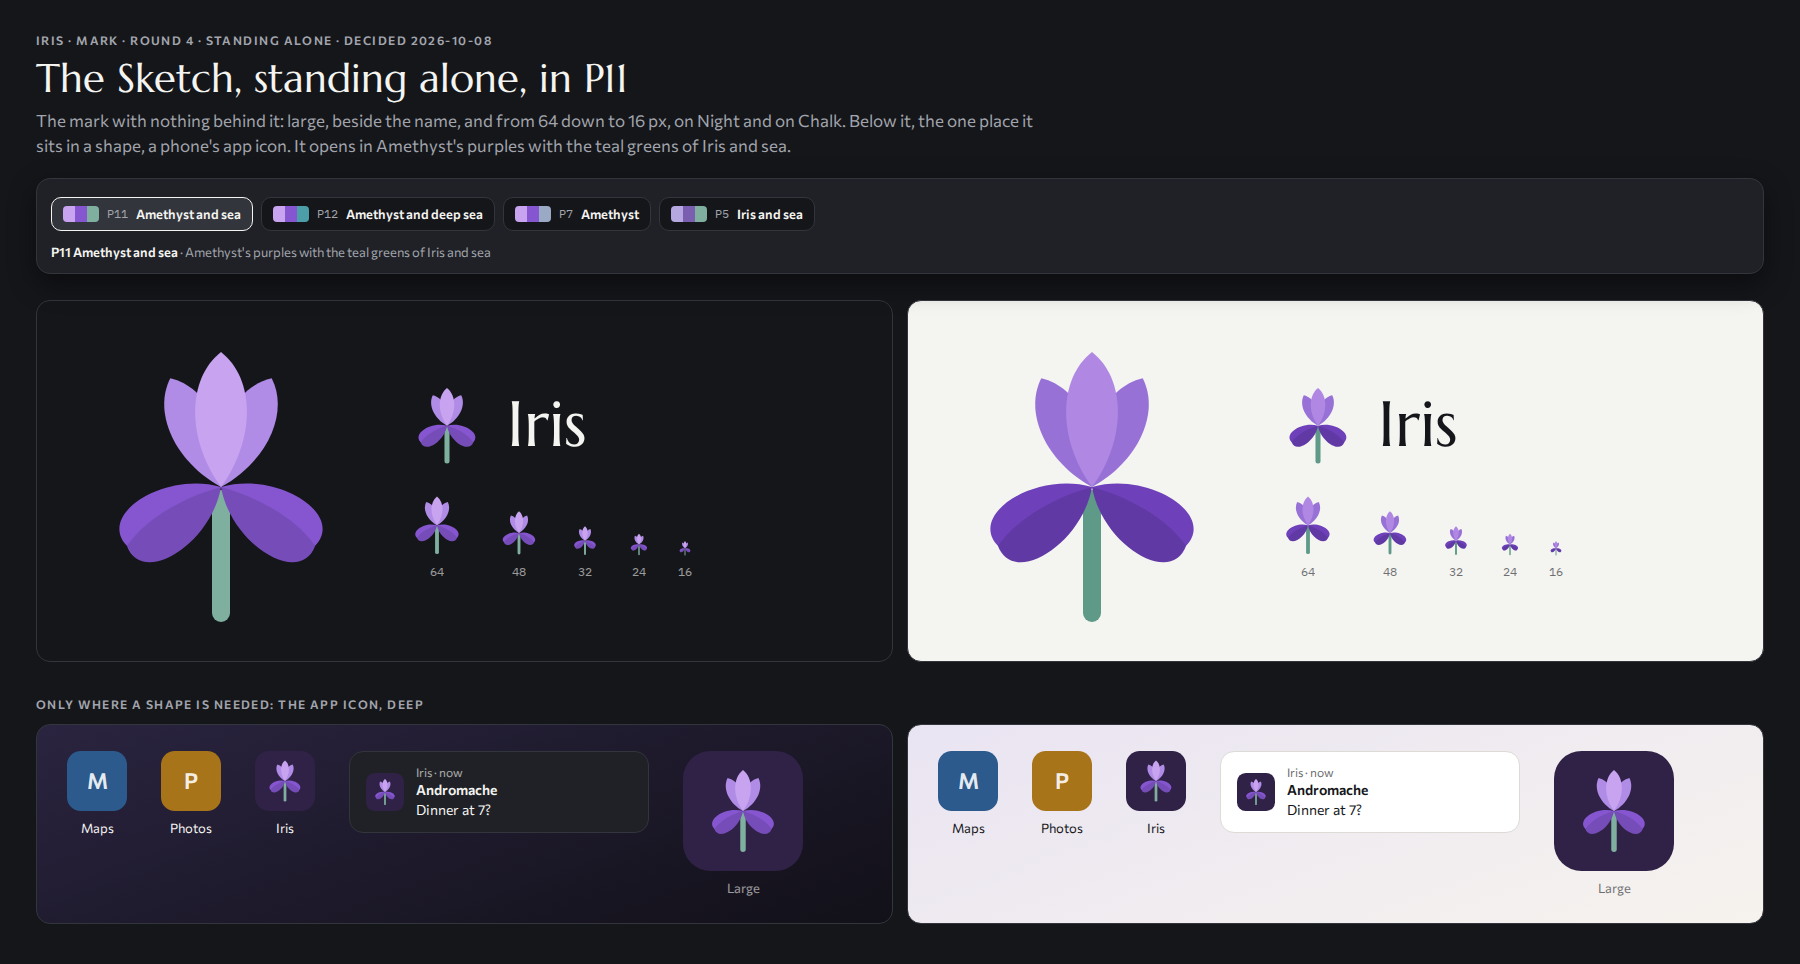 IRIS · MARK · ROUND 4 · STANDING ALONE · DECIDED 2026-10-08
The Sketch, standing alone, in P11
The mark with nothing behind it: large, beside the name, and from 64 down to 16 px, on Night and on Chalk. Below it, the one place it
sits in a shape, a phone's app icon. It opens in Amethyst's purples with the teal greens of Iris and sea.
P11 Amethyst and sea
P12 Amethyst and deep sea
P7 Amethyst
P5 Iris and sea
P11 Amethyst and sea · Amethyst's purples with the teal greens of Iris and sea
Iris
64 48 32 24 16
Iris
64 48 32 24 16
ONLY WHERE A SHAPE IS NEEDED: THE APP ICON, DEEP
M
Maps
P
Photos
Iris
Iris · now
Andromache
Dinner at 7?
Large
M
Maps
P
Photos
Iris
Iris · now
Andromache
Dinner at 7?
Large